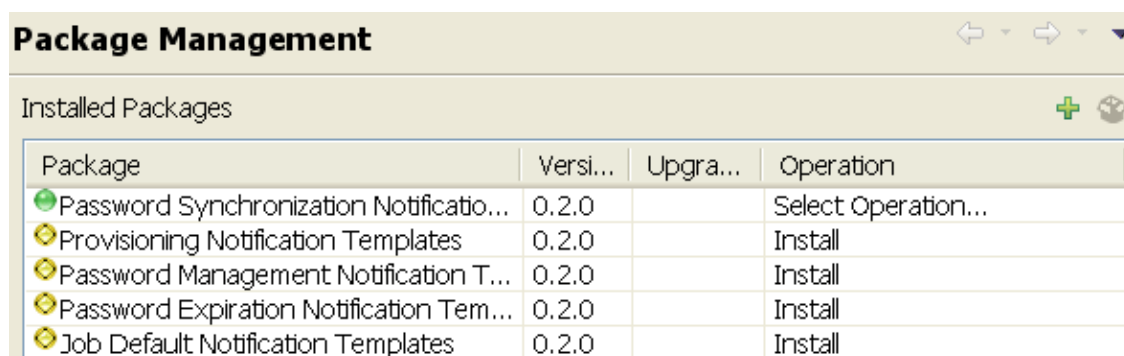 Package Management
Installed Packages
Package Versi... Upgra... Operation
Password Synchronization Notificatio... 0.2.0 Select Operation...
Provisioning Notification Templates 0.2.0 Install
Password Management Notification T... 0.2.0 Install
Password Expiration Notification Tem... 0.2.0 Install
Job Default Notification Templates 0.2.0 Install